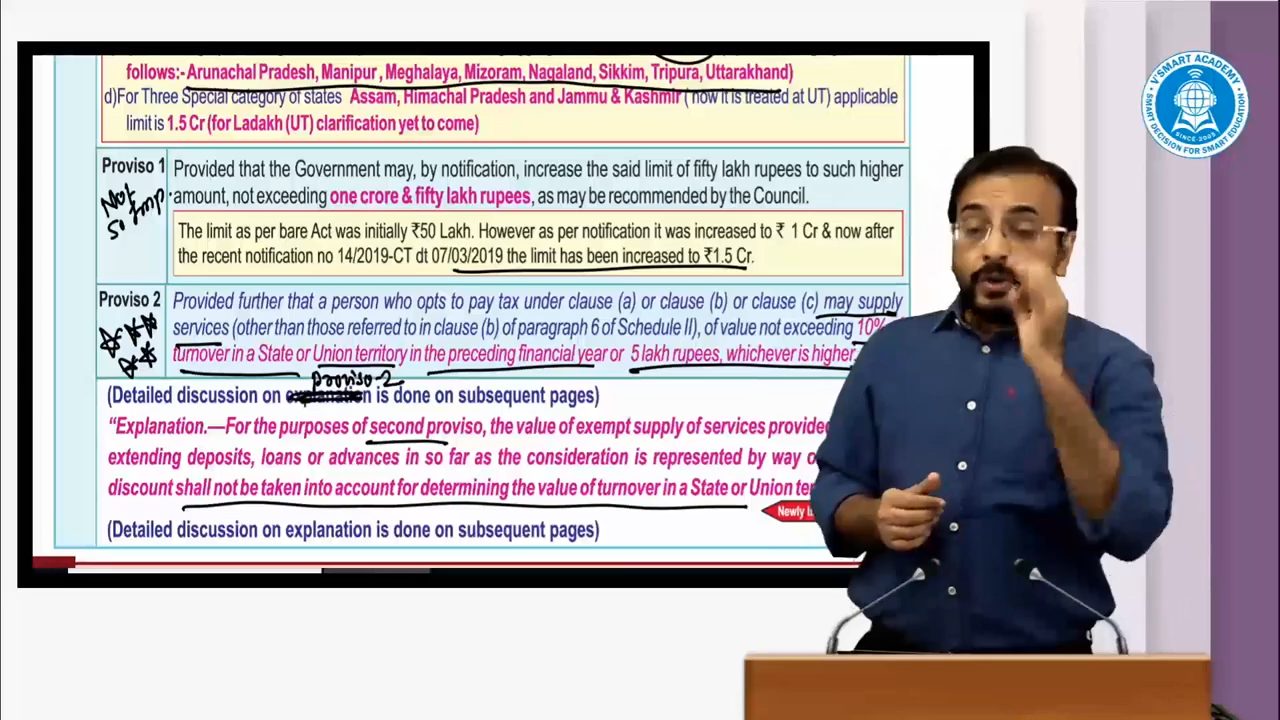 follows:- Arunachal Pradesh, Manipur, Meghalaya, Mizoram, Nagaland, Sikkim, Tripura, Uttarakhand)
d)For Three Special category of states Assam, Himachal Pradesh and Jammu & Kashmir ( now it is treated at UT) applicable
limit is 1.5 Cr (for Ladakh (UT) clarification yet to come)
Proviso 1
Not
so Imp.
Provided that the Government may, by notification, increase the said limit of fifty lakh rupees to such higher
amount, not exceeding one crore & fifty lakh rupees, as may be recommended by the Council.
The limit as per bare Act was initially ₹50 Lakh. However as per notification it was increased to ₹ 1 Cr & now after
the recent notification no 14/2019-CT dt 07/03/2019 the limit has been increased to ₹1.5 Cr.
Proviso 2
Provided further that a person who opts to pay tax under clause (a) or clause (b) or clause (c) may supply
services (other than those referred to in clause (b) of paragraph 6 of Schedule II), of value not exceeding 10%
turnover in a State or Union territory in the preceding financial year or 5 lakh rupees, whichever is higher
proviso-2
(Detailed discussion on explanation is done on subsequent pages)
"Explanation.—For the purposes of second proviso, the value of exempt supply of services provided
extending deposits, loans or advances in so far as the consideration is represented by way
discount shall not be taken into account for determining the value of turnover in a State or Union
Newly
(Detailed discussion on explanation is done on subsequent pages)
V'SMART ACADEMY
SINCE-2005
SMART DECISION FOR SMART EDUCATION